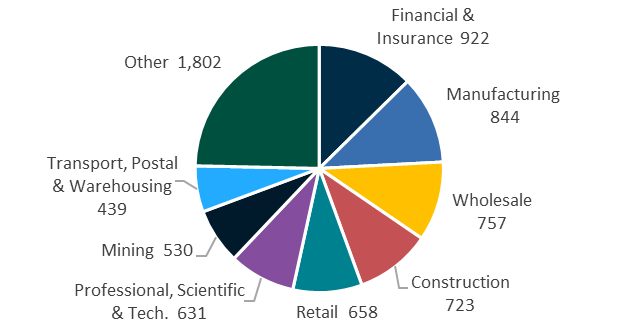 Financial &
Insurance 922
Manufacturing
844
Wholesale
757
Construction
723
Retail 658
Professional, Scientific
& Tech. 631
Mining 530
Transport, Postal
& Warehousing
439
Other 1,802